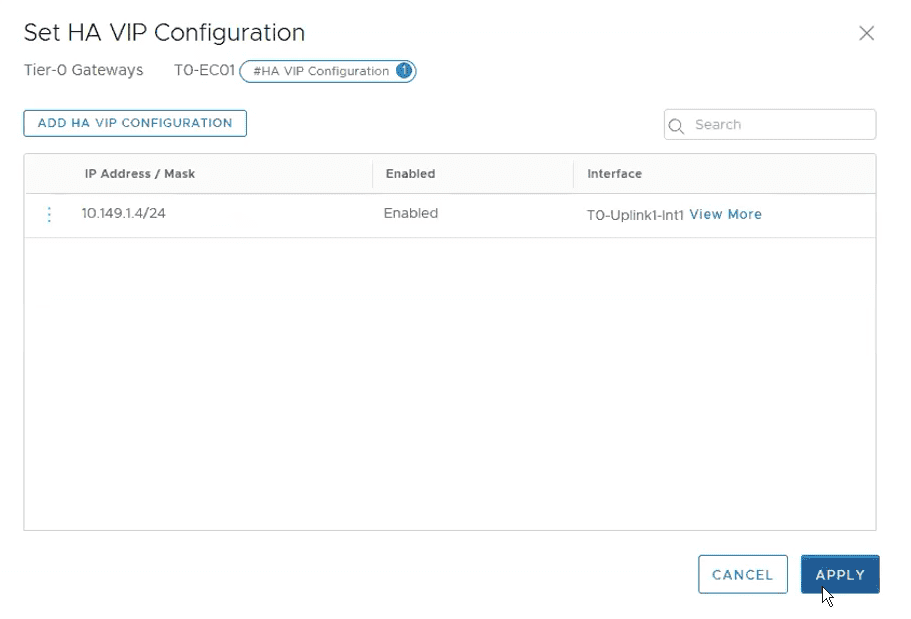 Set HA VIP Configuration
Tier-0 Gateways T0-EC01 #HA VIP Configuration 1
ADD HA VIP CONFIGURATION Search
IP Address / Mask Enabled Interface
10.149.1.4/24 Enabled T0-Uplink1-Int1 View More
CANCEL APPLY